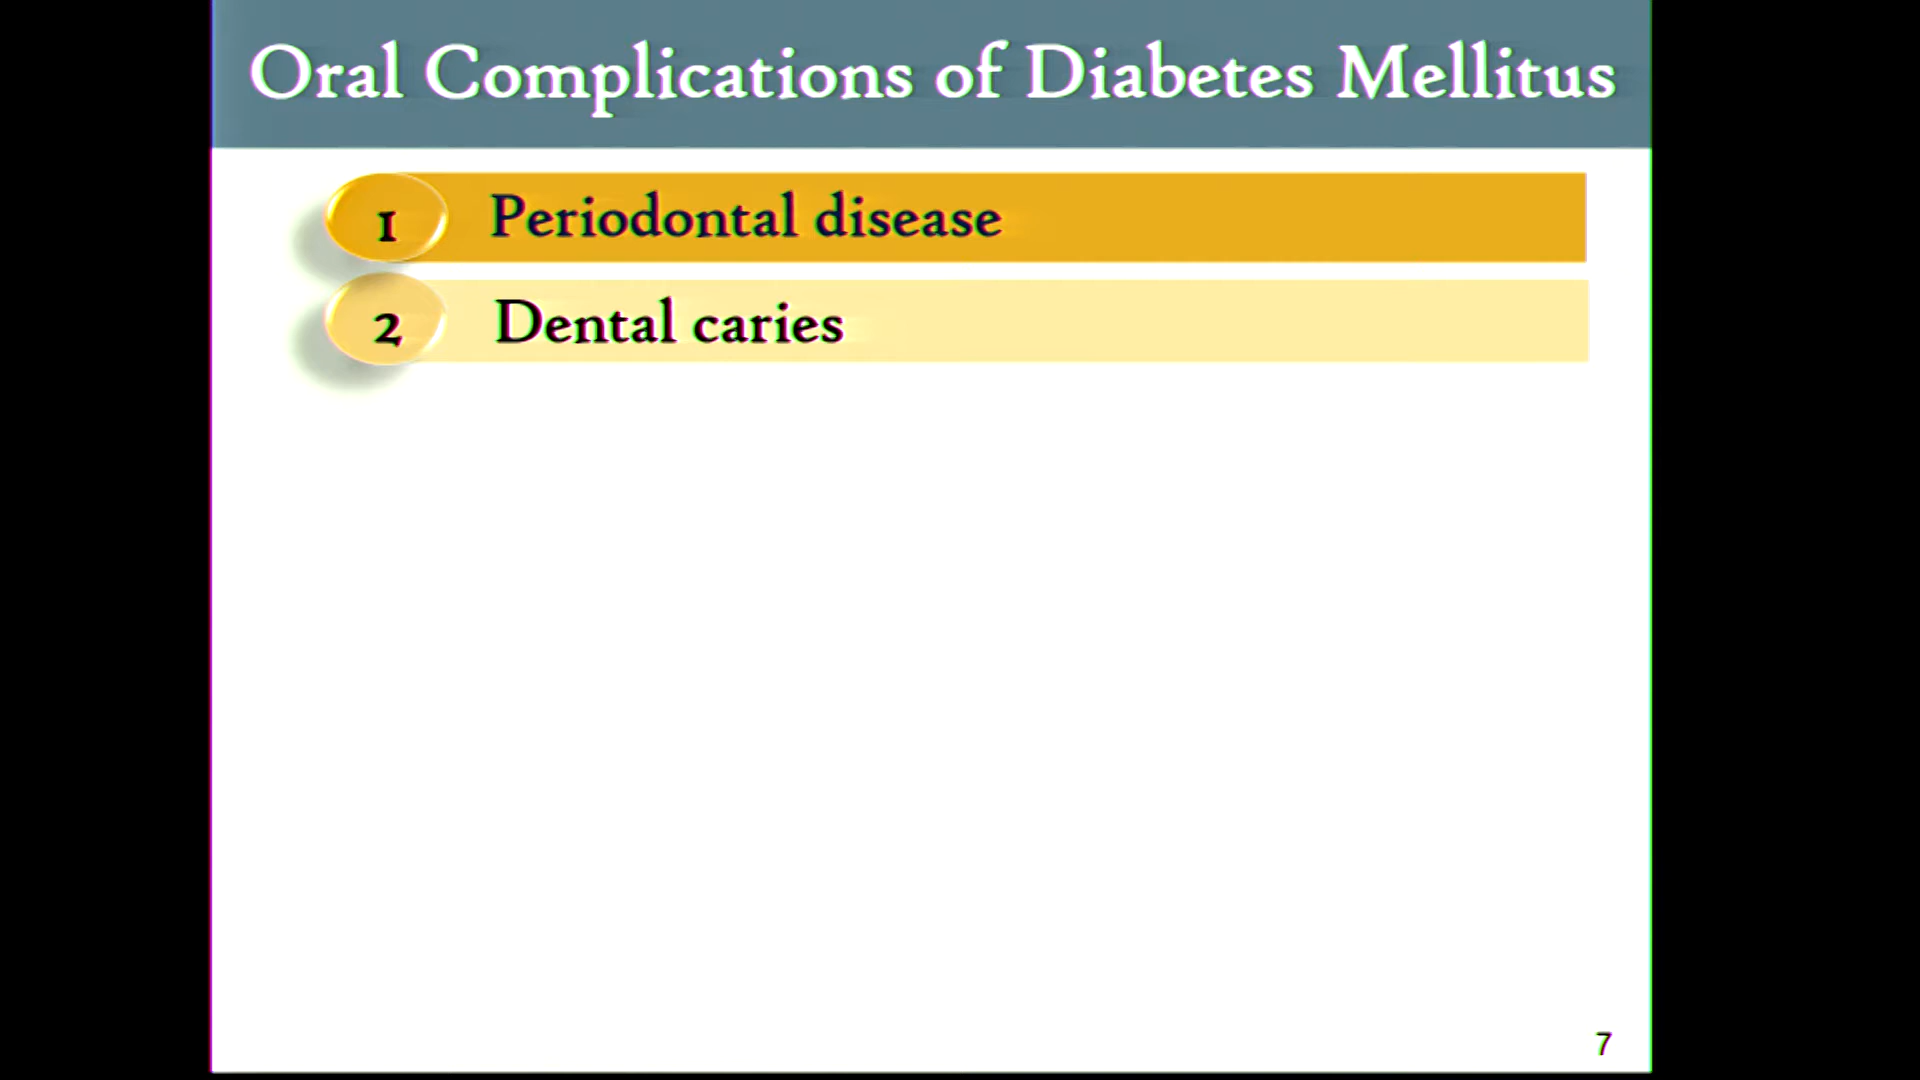 Oral Complications of Diabetes Mellitus
1 Periodontal disease
2 Dental caries
7